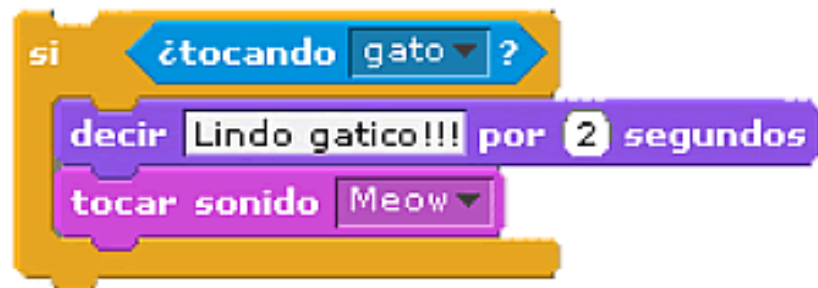 si ¿tocando gato ?
decir Lindo gatico!!! por 2 segundos
tocar sonido Meow